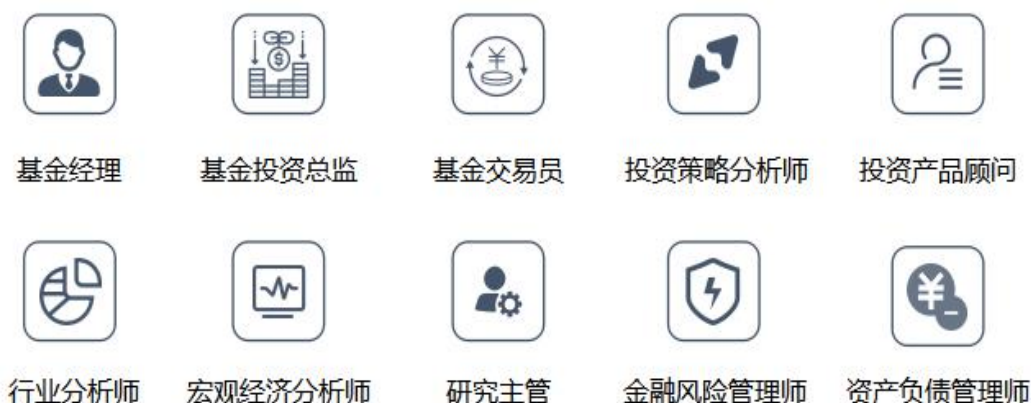 基金经理 基金投资总监 基金交易员 投资策略分析师 投资产品顾问
行业分析师 宏观经济分析师 研究主管 金融风险管理师 资产负债管理师